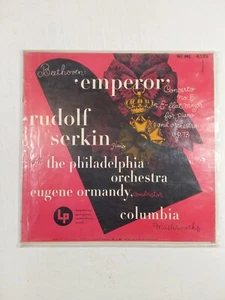 Beethoven:
"emperor"
Concerto
no. 5
in E-flat major
for piano
and orchestra
op. 73
rudolf
serkin
piano
the philadelphia
orchestra
eugene ormandy, conductor
columbia
masterworks
LP